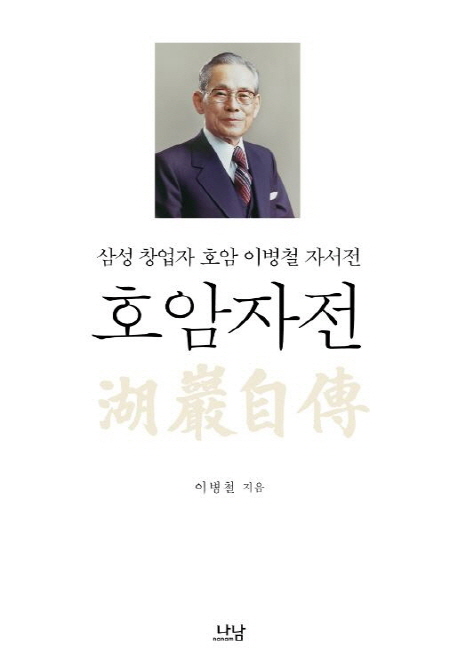 삼성 창업자 호암 이병철 자서전
호암자전
湖巖自傳
이병철 지음
나남
nanam